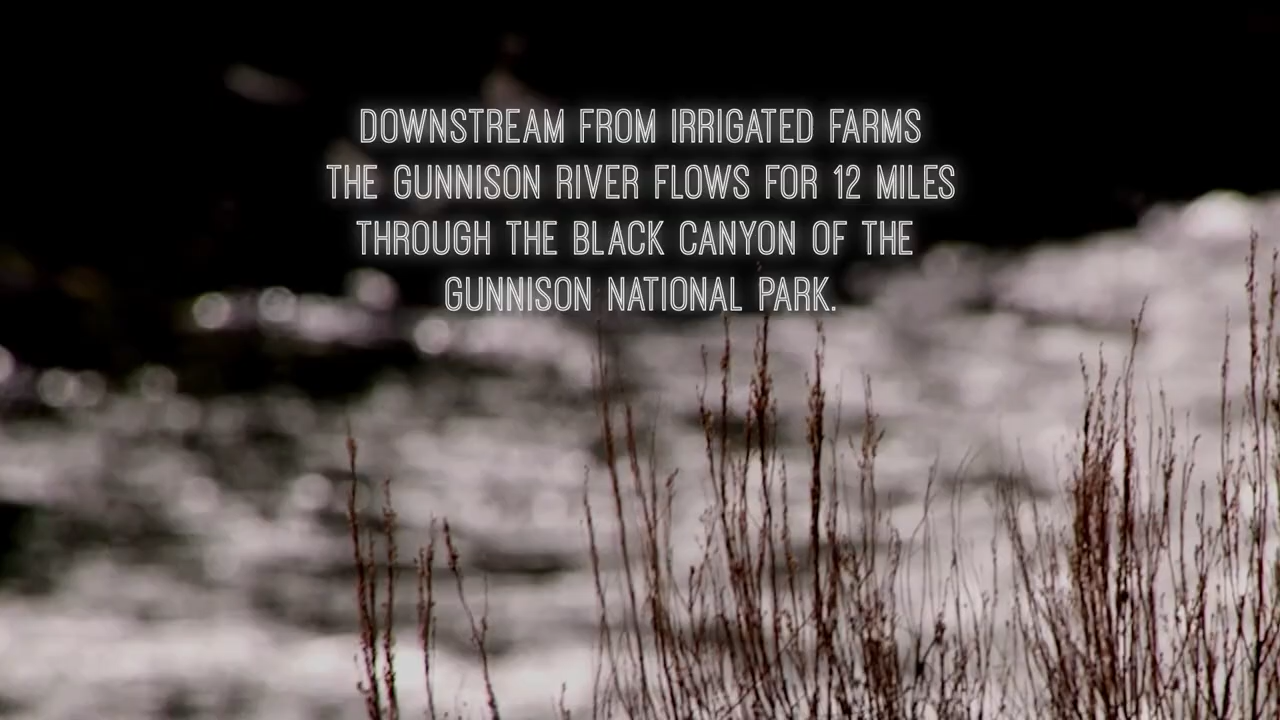 DOWNSTREAM FROM IRRIGATED FARMS
THE GUNNISON RIVER FLOWS FOR 12 MILES
THROUGH THE BLACK CANYON OF THE
GUNNISON NATIONAL PARK.